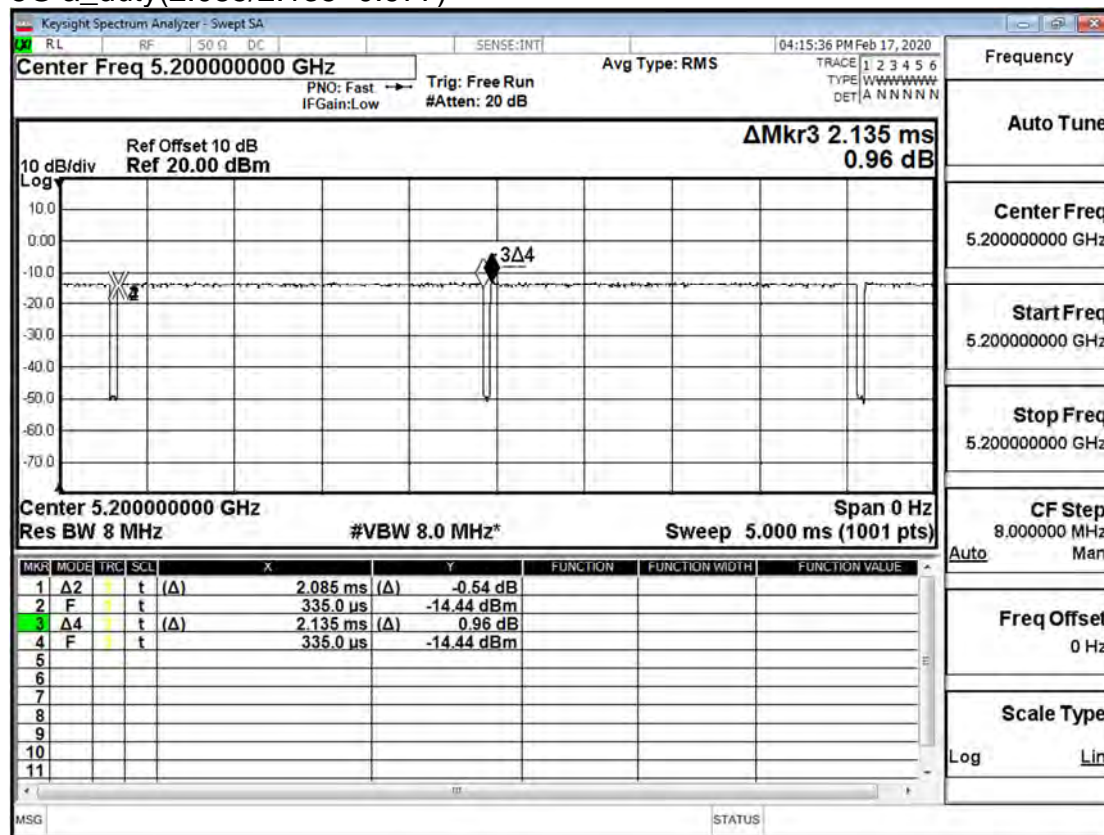 Keysight Spectrum Analyzer - Swept SA
RL RF 50 Ω DC SENSE:INT 04:15:36 PM Feb 17, 2020
Center Freq 5.200000000 GHz Avg Type: RMS TRACE 1 2 3 4 5 6
PNO: Fast Trig: Free Run TYPE WWWWWW
IFGain:Low #Atten: 20 dB DET A N N N N N
Ref Offset 10 dB ΔMkr3 2.135 ms
10 dB/div Ref 20.00 dBm 0.96 dB
Log
10.0
0.00
3Δ4
-10.0
-20.0
-30.0
-40.0
-50.0
-60.0
-70.0
Center 5.200000000 GHz Span 0 Hz
Res BW 8 MHz #VBW 8.0 MHz* Sweep 5.000 ms (1001 pts)
MKR MODE TRC SCL X Y FUNCTION FUNCTION WIDTH FUNCTION VALUE
1 Δ2 1 t (Δ) 2.085 ms (Δ) -0.54 dB
2 F 1 t 335.0 µs -14.44 dBm
3 Δ4 1 t (Δ) 2.135 ms (Δ) 0.96 dB
4 F 1 t 335.0 µs -14.44 dBm
5
6
7
8
9
10
11
MSG STATUS
Frequency
Auto Tune
Center Freq
5.200000000 GHz
Start Freq
5.200000000 GHz
Stop Freq
5.200000000 GHz
CF Step
8.000000 MHz
Auto Man
Freq Offset
0 Hz
Scale Type
Log Lin